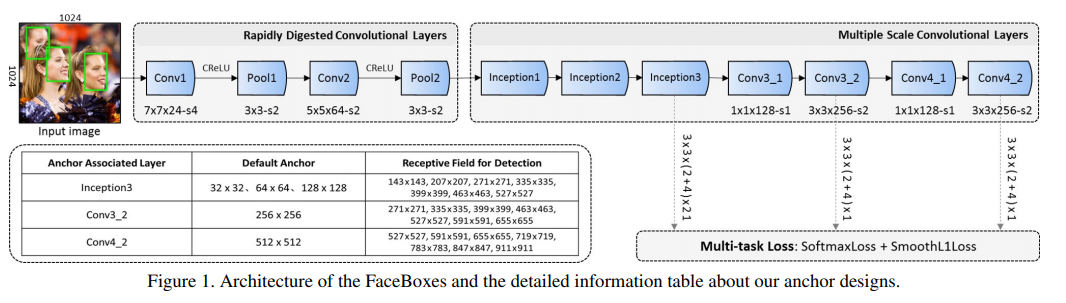 1024
1024
Input image
Rapidly Digested Convolutional Layers
Conv1
CReLU
Pool1
Conv2
CReLU
Pool2
7x7x24-s4
3x3-s2
5x5x64-s2
3x3-s2
Multiple Scale Convolutional Layers
Inception1
Inception2
Inception3
Conv3_1
Conv3_2
Conv4_1
Conv4_2
1x1x128-s1
3x3x256-s2
1x1x128-s1
3x3x256-s2
3x3x(2+4)x21
3x3x(2+4)x1
3x3x(2+4)x1
Multi-task Loss: SoftmaxLoss + SmoothL1Loss
Anchor Associated Layer
Default Anchor
Receptive Field for Detection
Inception3
32 x 32、64 x 64、128 x 128
143x143, 207x207, 271x271, 335x335,
399x399, 463x463, 527x527
Conv3_2
256 x 256
271x271, 335x335, 399x399, 463x463,
527x527, 591x591, 655x655
Conv4_2
512 x 512
527x527, 591x591, 655x655, 719x719,
783x783, 847x847, 911x911
Figure 1. Architecture of the FaceBoxes and the detailed information table about our anchor designs.